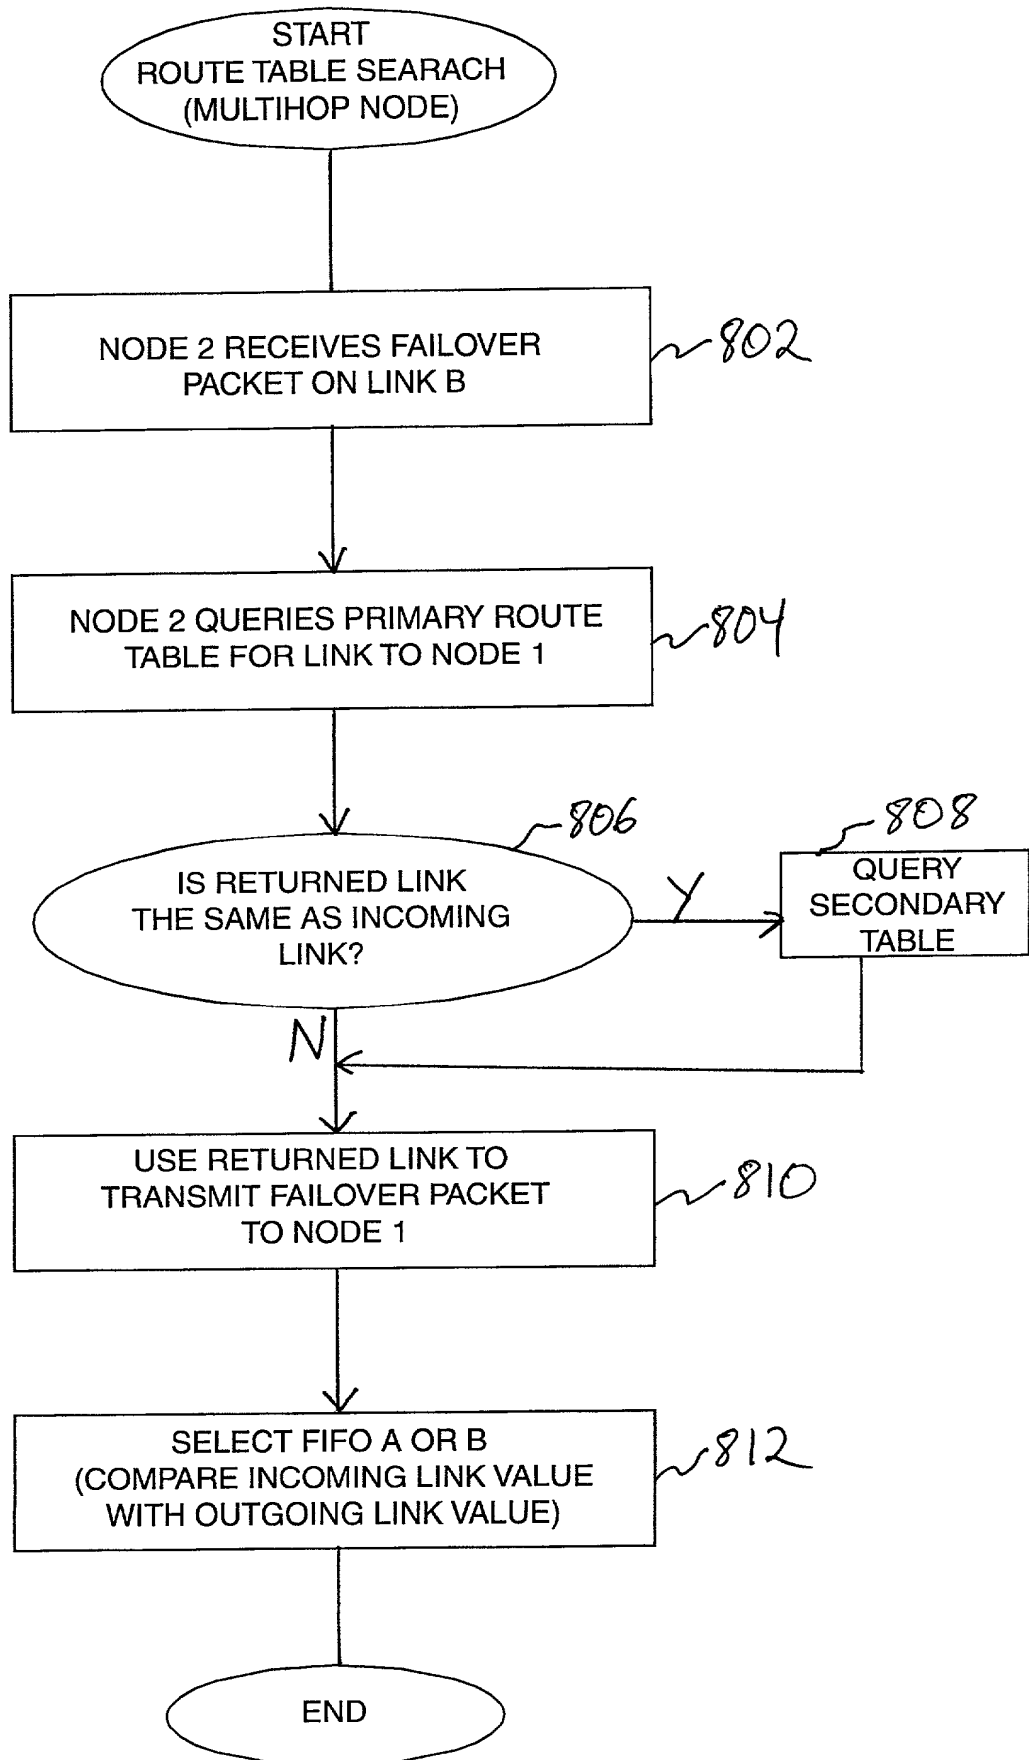 START
ROUTE TABLE SEARACH
(MULTIHOP NODE)
NODE 2 RECEIVES FAILOVER
PACKET ON LINK B
802
NODE 2 QUERIES PRIMARY ROUTE
TABLE FOR LINK TO NODE 1
804
806
IS RETURNED LINK
THE SAME AS INCOMING
LINK?
Y
808
QUERY
SECONDARY
TABLE
N
USE RETURNED LINK TO
TRANSMIT FAILOVER PACKET
TO NODE 1
810
SELECT FIFO A OR B
(COMPARE INCOMING LINK VALUE
WITH OUTGOING LINK VALUE)
812
END